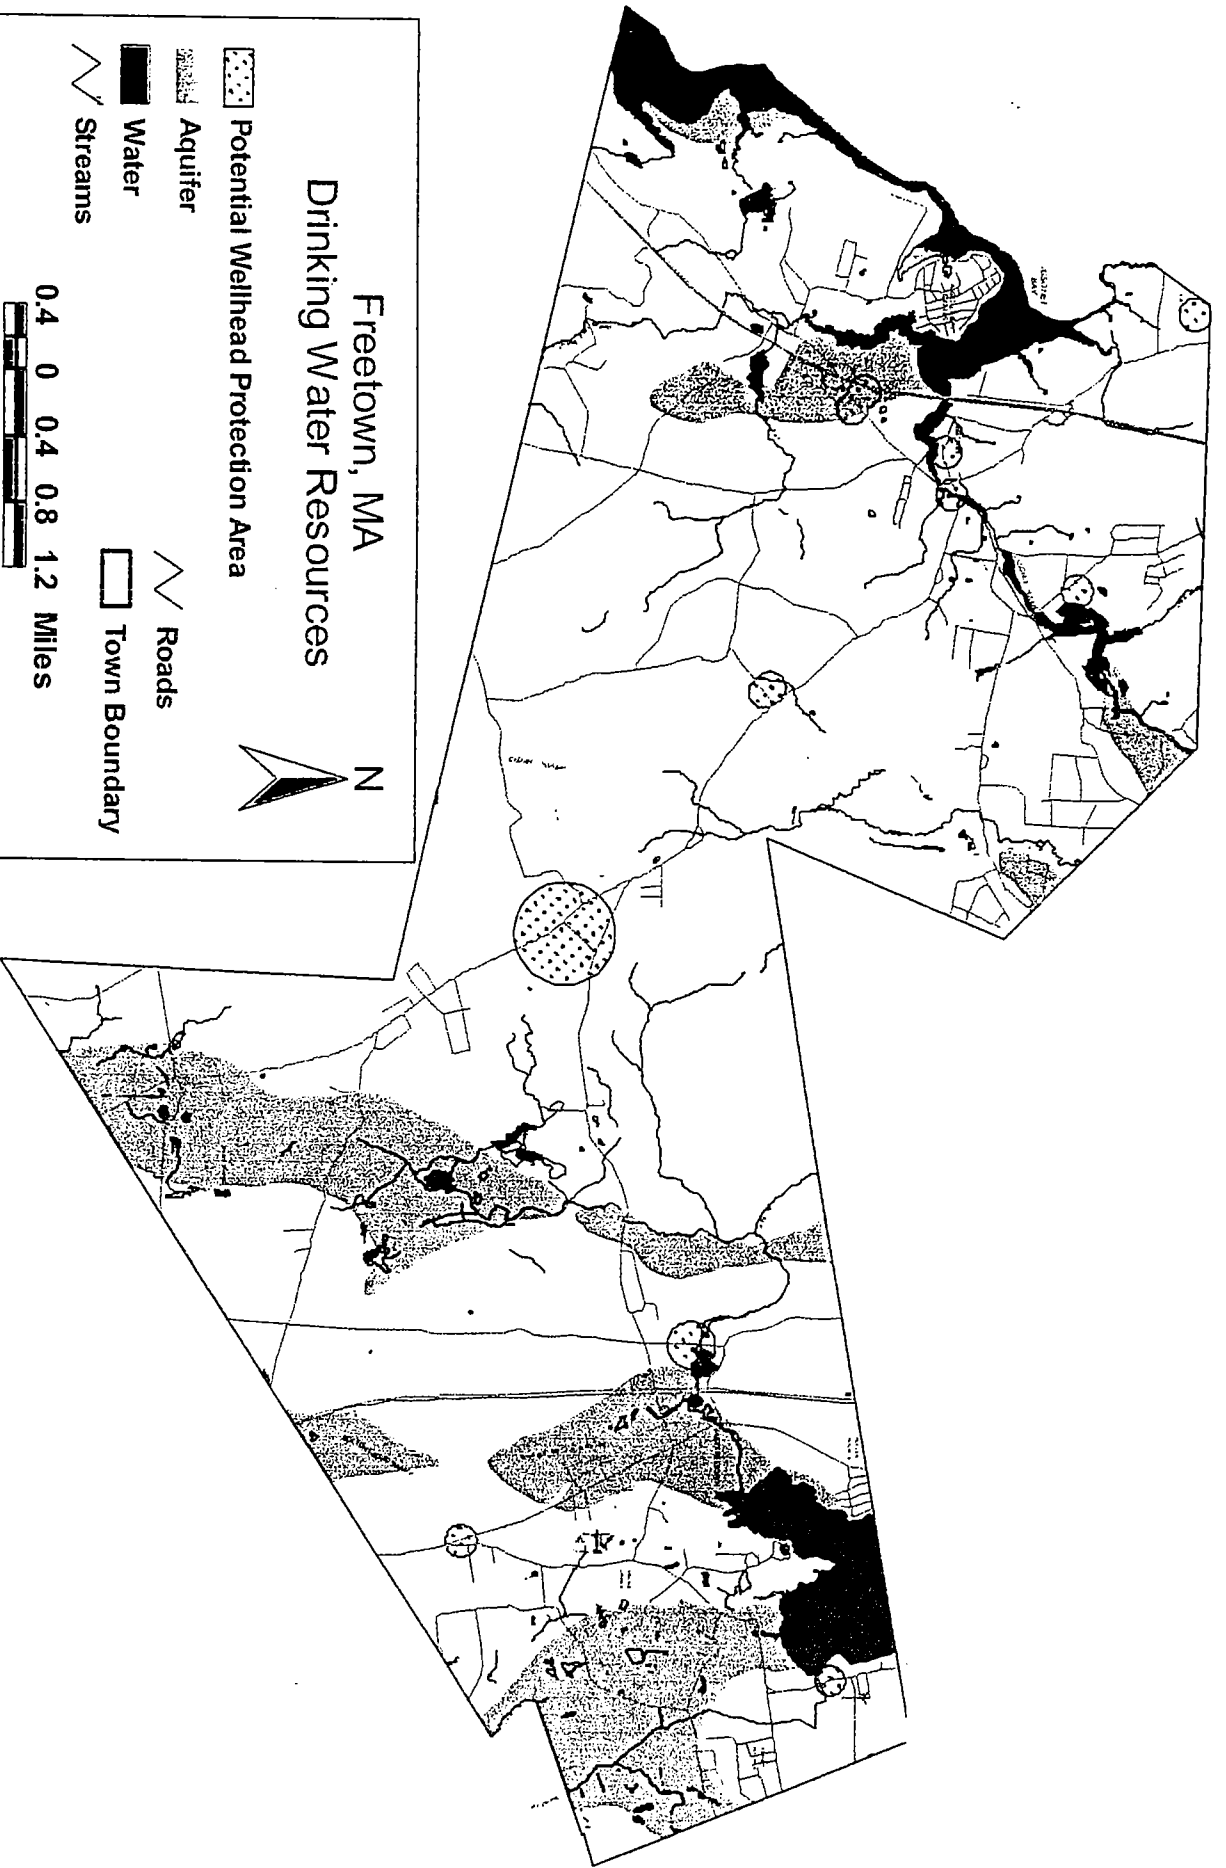 Freetown, MA
Drinking Water Resources
Potential Wellhead Protection Area
Aquifer
Water
Streams
Roads
Town Boundary
N
0.4 0 0.4 0.8 1.2 Miles
BAY